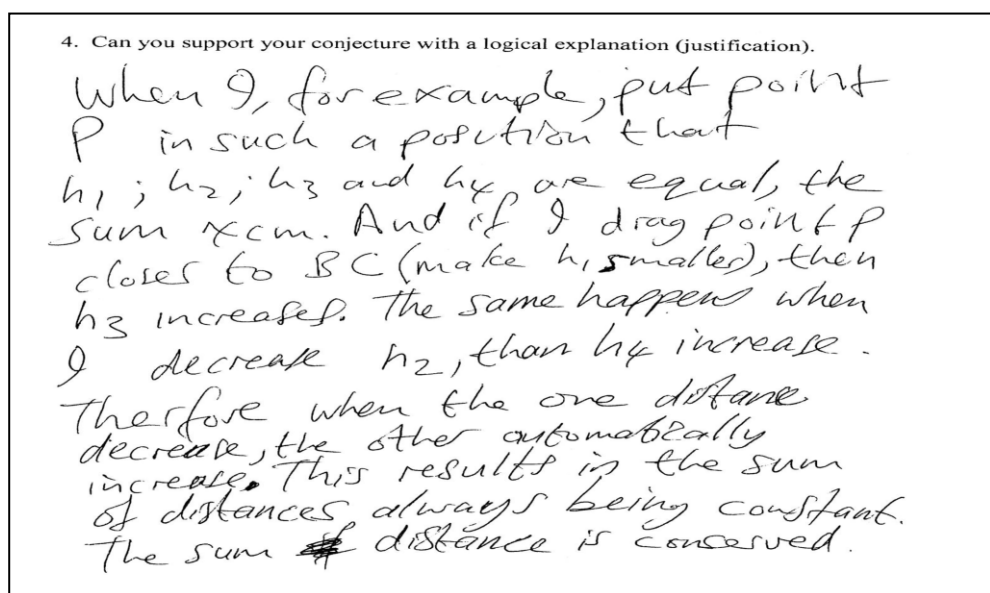 4. Can you support your conjecture with a logical explanation (justification).
When I, for example, put point
P in such a position that
h1 ; h2 ; h3 and h4, are equal, the
sum xcm. And if I drag point P
closer to BC (make h1 smaller), then
h3 increases. The same happens when
I decrease h2, than h4 increase.
Therfore when the one distane
decrease, the other automatically
increase. This results in the sum
of distances always being constant.
The sum distance is conserved.